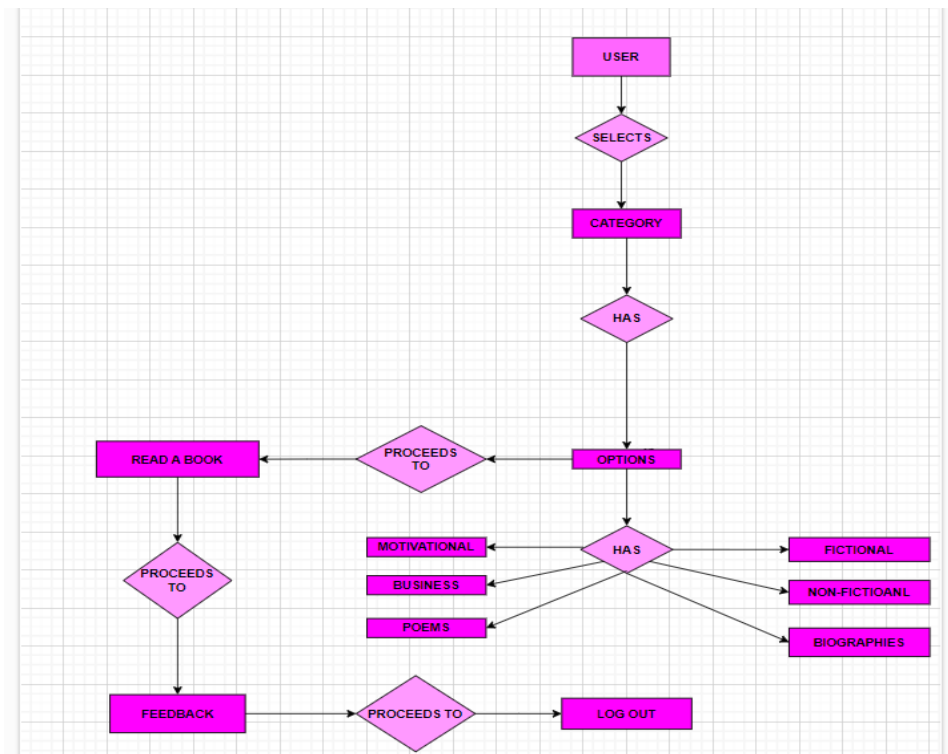 USER
SELECTS
CATEGORY
HAS
READ A BOOK
PROCEEDS
TO
OPTIONS
MOTIVATIONAL
HAS
FICTIONAL
PROCEEDS
TO
BUSINESS
NON-FICTIOANL
POEMS
BIOGRAPHIES
FEEDBACK
PROCEEDS TO
LOG OUT